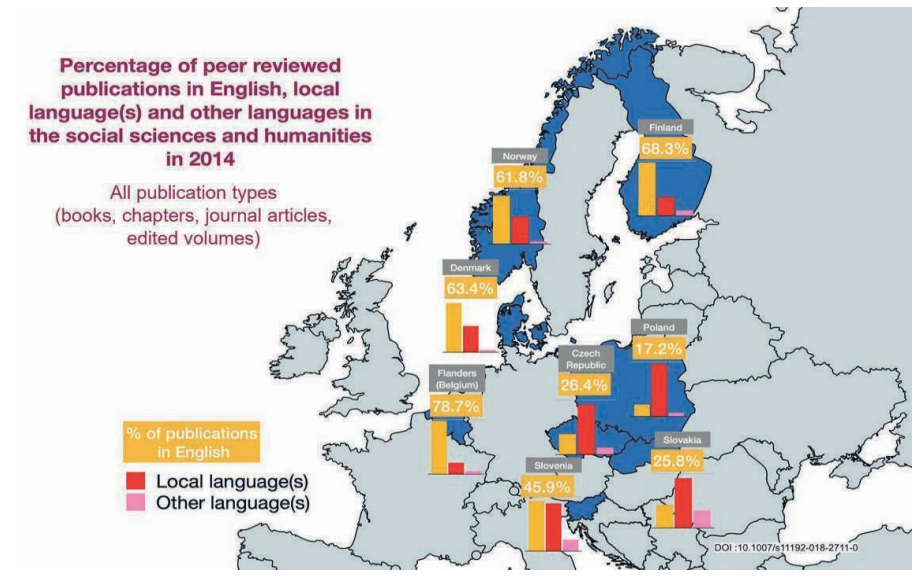 Percentage of peer reviewed
publications in English, local
language(s) and other languages in
the social sciences and humanities
in 2014
All publication types
(books, chapters, journal articles,
edited volumes)
Finland
68.3%
Norway
61.8%
Denmark
63.4%
Poland
17.2%
Czech
Republic
26.4%
Flanders
(Belgium)
78.7%
Slovakia
25.8%
Slovenia
45.9%
% of publications
in English
Local language(s)
Other language(s)
DOI :10.1007/s11192-018-2711-0